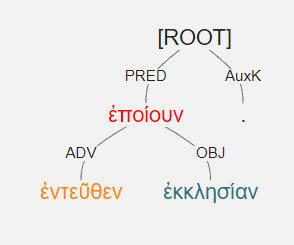 [ROOT]
PRED AuxK
ἐποίουν .
ADV OBJ
ἐντεῦθεν ἐκκλησίαν